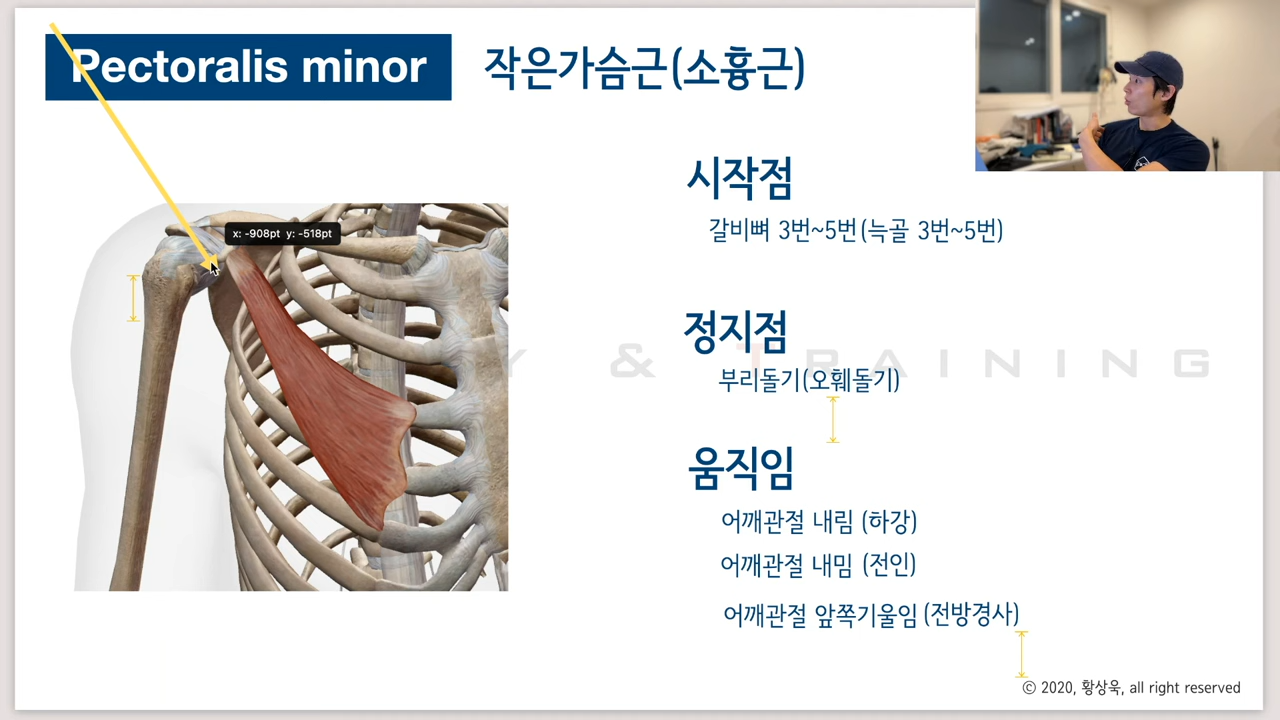 Pectoralis minor 작은가슴근(소흉근)
시작점
갈비뼈 3번~5번(늑골 3번~5번)
x: -908pt y: -518pt
정지점
Y & TRAINING
부리돌기(오훼돌기)
움직임
어깨관절 내림 (하강)
어깨관절 내밈 (전인)
어깨관절 앞쪽기울임 (전방경사)
© 2020, 황상욱, all right reserved